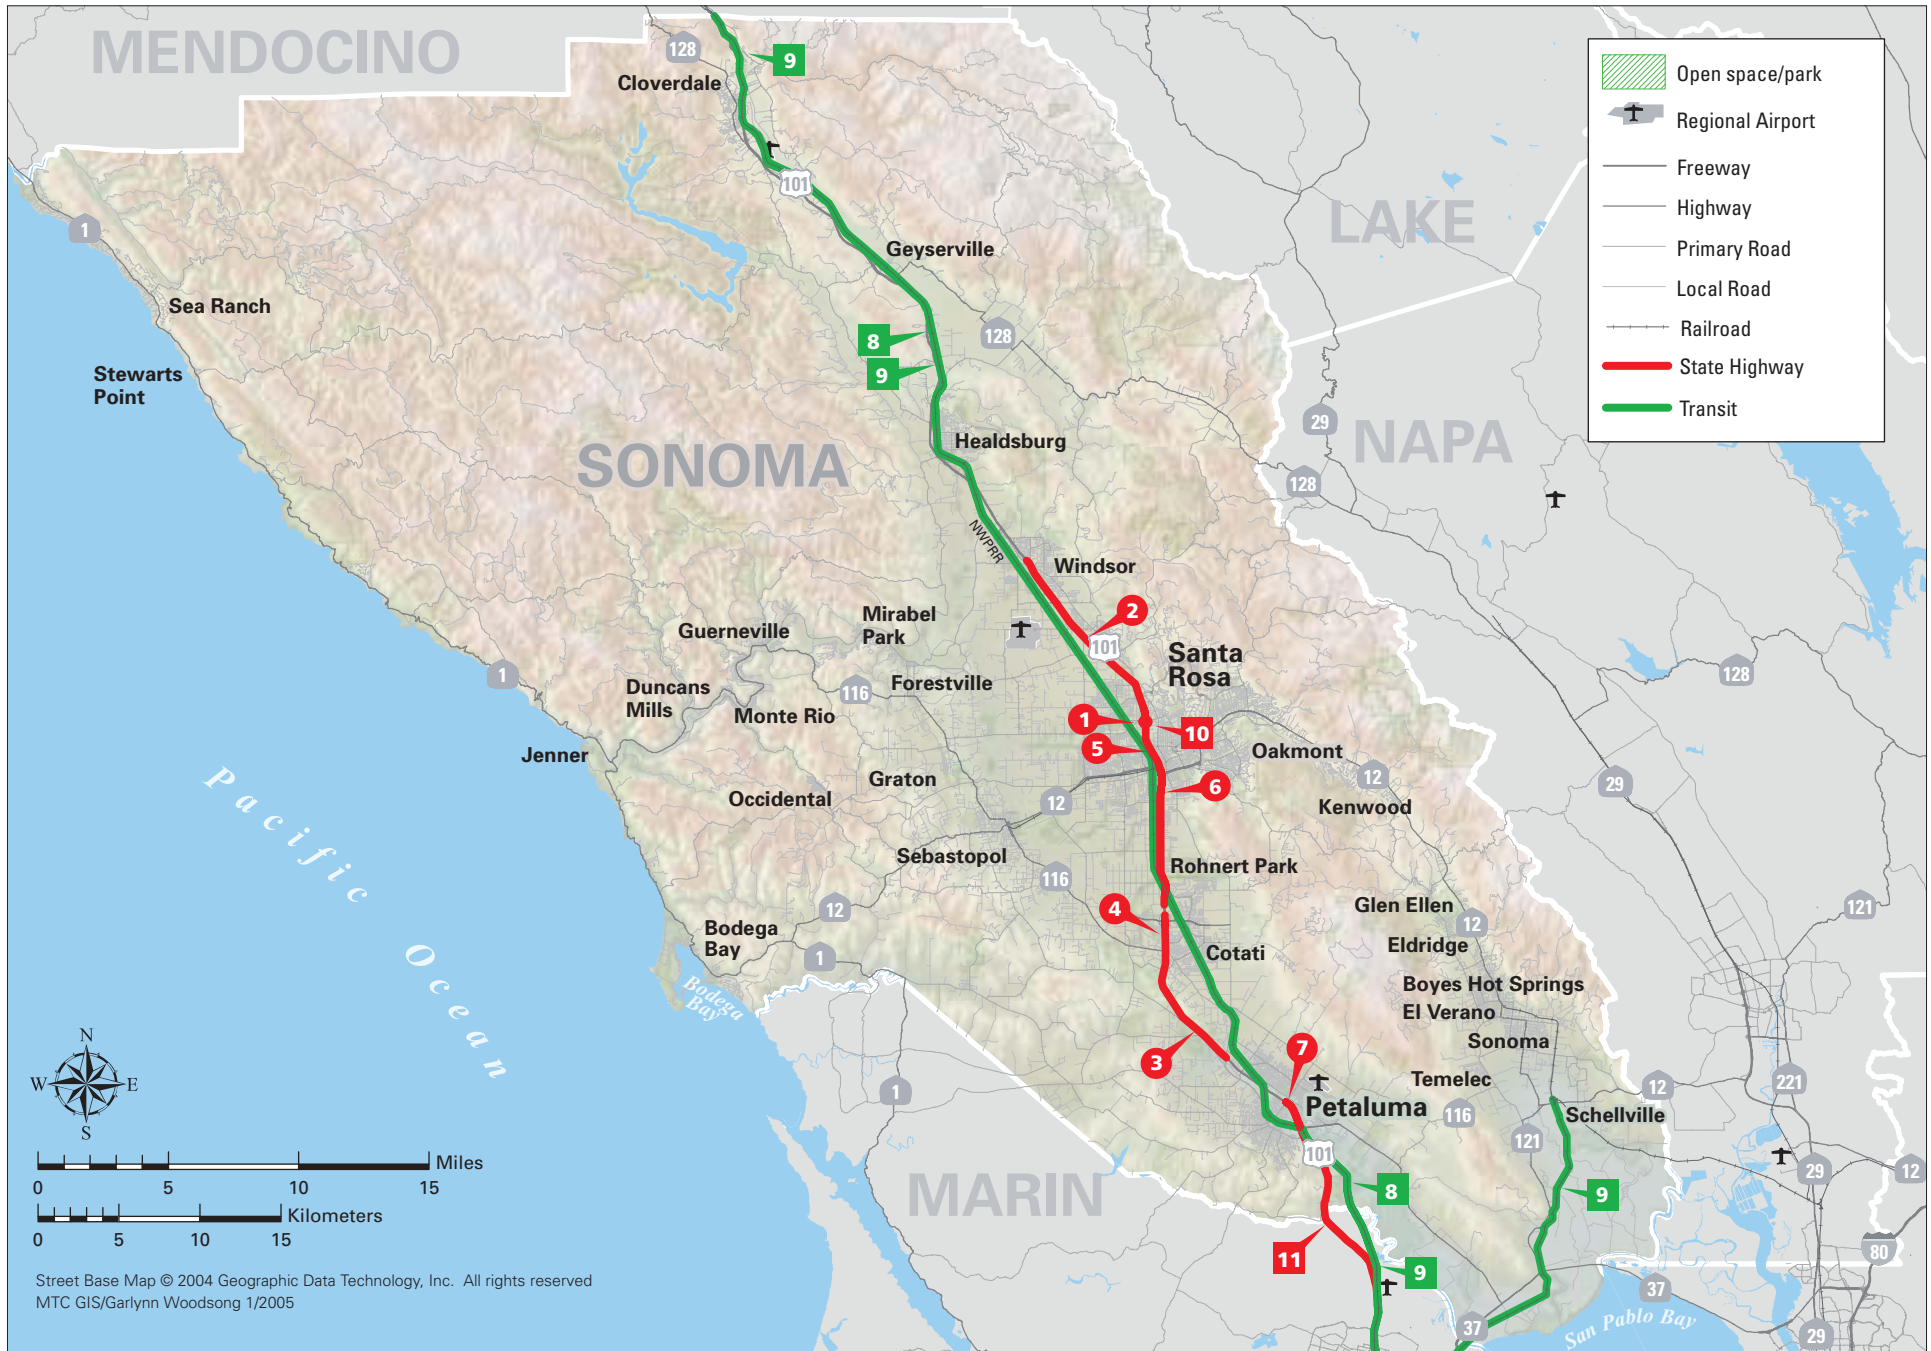 MENDOCINO
128
9
Cloverdale
Open space/park
Regional Airport
Freeway
Highway
Primary Road
Local Road
Railroad
State Highway
Transit
101
1
LAKE
Geyserville
Sea Ranch
128
8
9
Stewarts
Point
29
NAPA
Healdsburg
SONOMA
128
NWPRR
Windsor
2
Mirabel
Park
Guerneville
101
Santa
Rosa
128
1
Duncans
Mills
116
Forestville
Monte Rio
1
10
5
Jenner
Oakmont
12
Graton
6
29
Occidental
12
Kenwood
Sebastopol
Rohnert Park
116
4
12
Glen Ellen
12
121
Bodega
Bay
1
Eldridge
Cotati
Boyes Hot Springs
El Verano
Bodega
Bay
Pacific Ocean
Sonoma
N
W
E
S
3
7
1
Temelec
12
221
Petaluma
116
Schellville
121
101
Miles
0
5
10
15
Kilometers
0
5
10
15
MARIN
8
9
29
12
11
9
80
37
37
San Pablo Bay
29
Street Base Map © 2004 Geographic Data Technology, Inc. All rights reserved
MTC GIS/Garlynn Woodsong 1/2005